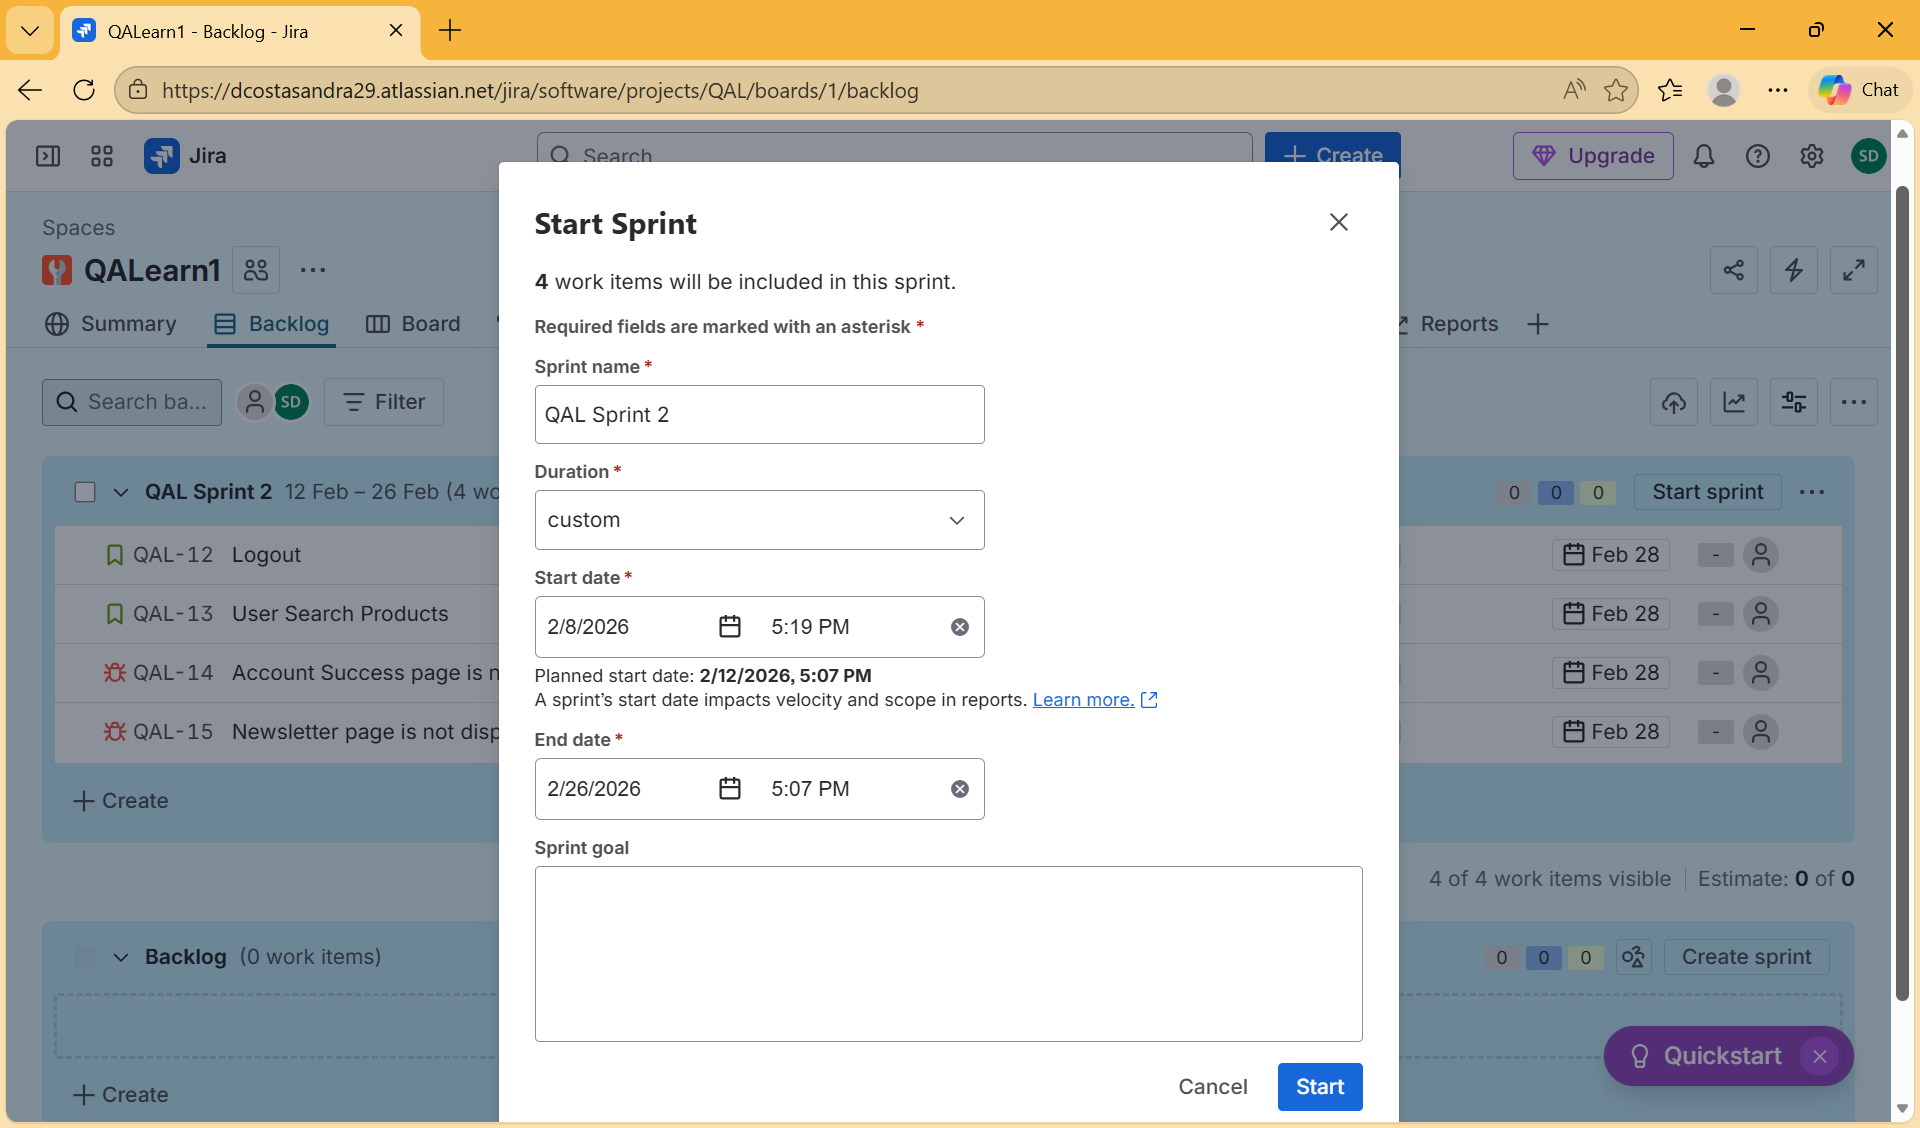 QALearn1 - Backlog - Jira
https://dcostasandra29.atlassian.net/jira/software/projects/QAL/boards/1/backlog
Chat
Jira
Search
Create
Upgrade
SD
Spaces
QALearn1
Summary
Backlog
Board
Reports
Search ba...
SD
Filter
QAL Sprint 2 12 Feb – 26 Feb (4 wo
0 0 0 Start sprint
QAL-12 Logout
Feb 28 -
QAL-13 User Search Products
Feb 28 -
QAL-14 Account Success page is n
Feb 28 -
QAL-15 Newsletter page is not disp
Feb 28 -
Create
4 of 4 work items visible Estimate: 0 of 0
Backlog (0 work items)
0 0 0 Create sprint
Create
Quickstart
Start Sprint
4 work items will be included in this sprint.
Required fields are marked with an asterisk *
Sprint name *
QAL Sprint 2
Duration *
custom
Start date *
2/8/2026 5:19 PM
Planned start date: 2/12/2026, 5:07 PM
A sprint’s start date impacts velocity and scope in reports. Learn more.
End date *
2/26/2026 5:07 PM
Sprint goal
Cancel Start